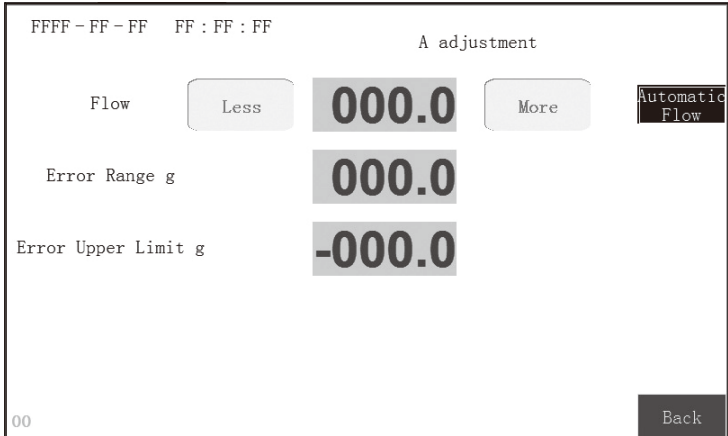 FFFF-FF-FF FF:FF:FF
A adjustment
Flow Less 000.0 More Automatic
Flow
Error Range g 000.0
Error Upper Limit g -000.0
00 Back